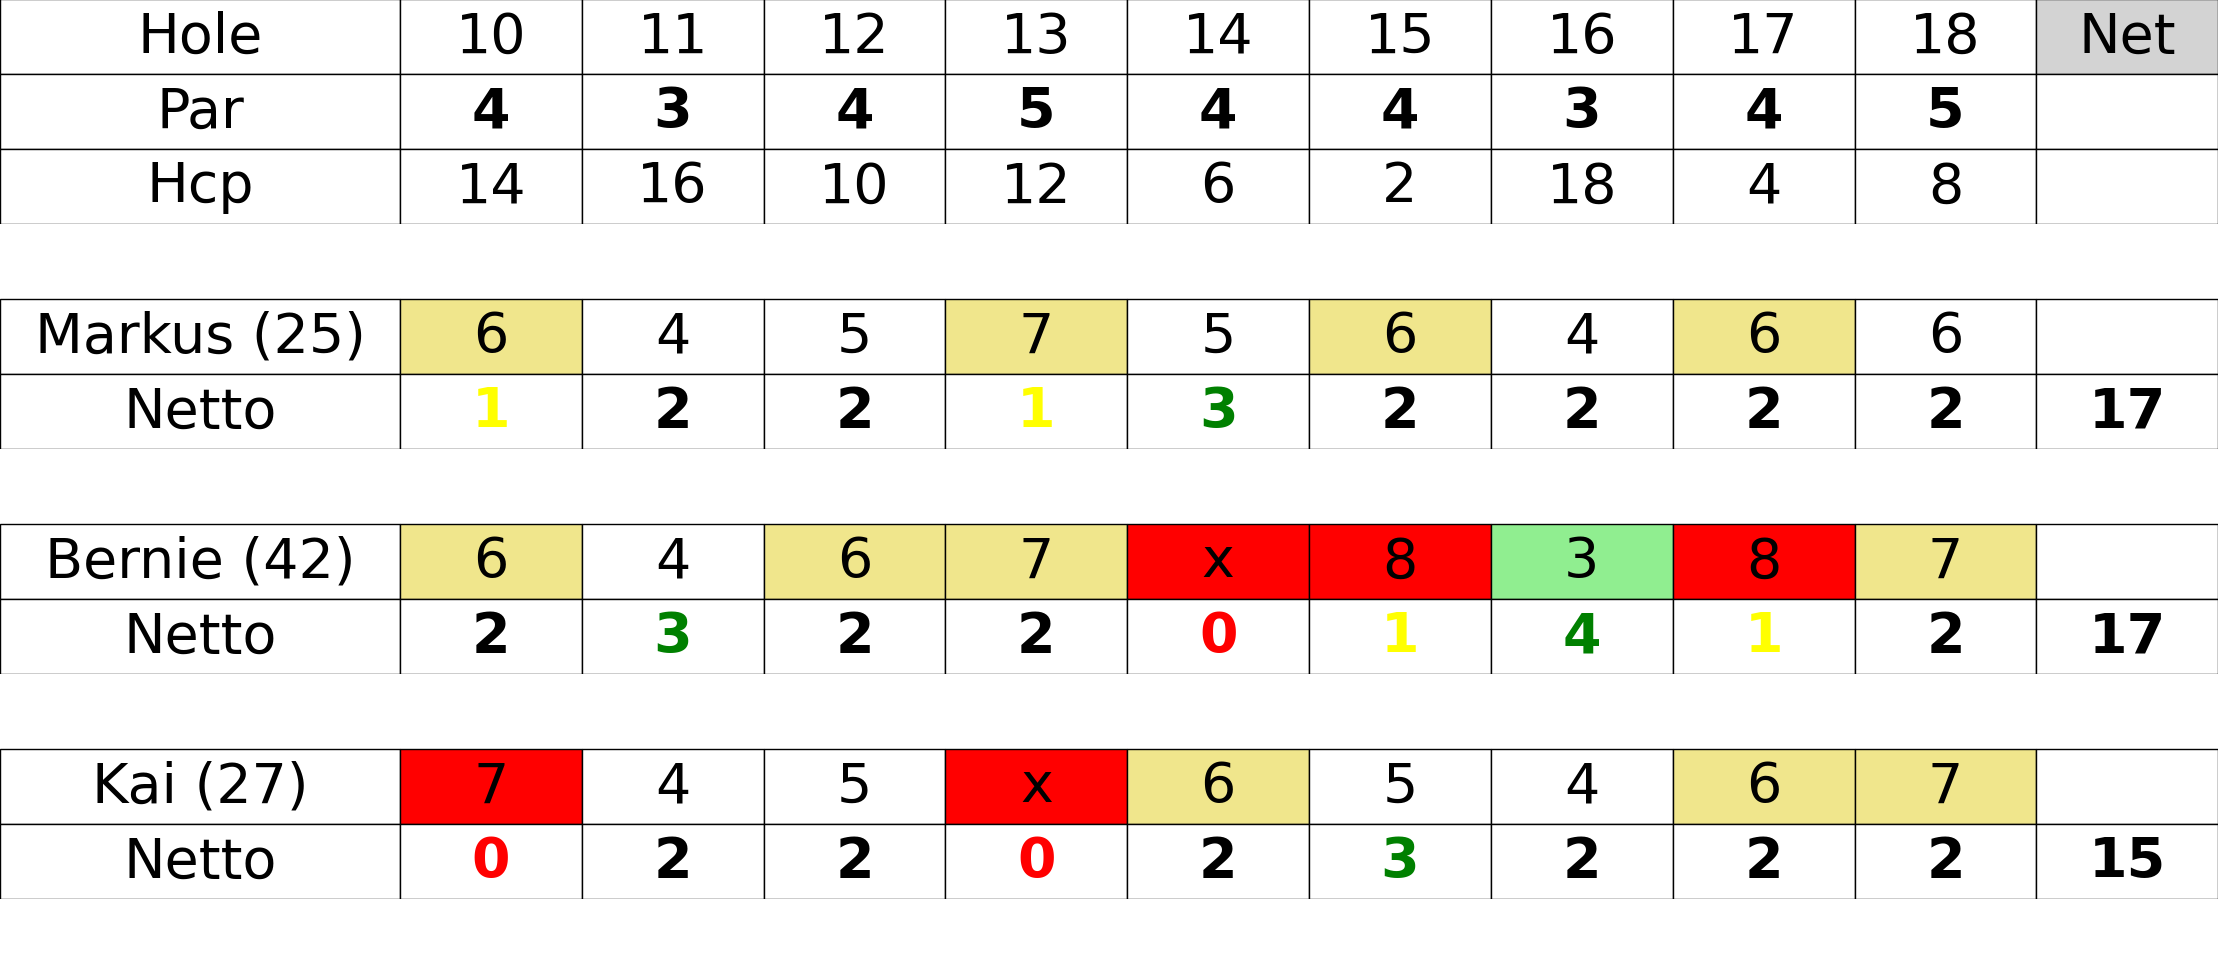 Hole 10 11 12 13 14 15 16 17 18 Net
Par 4 3 4 5 4 4 3 4 5
Hcp 14 16 10 12 6 2 18 4 8
Markus (25) 6 4 5 7 5 6 4 6 6
Netto 1 2 2 1 3 2 2 2 2 17
Bernie (42) 6 4 6 7 x 8 3 8 7
Netto 2 3 2 2 0 1 4 1 2 17
Kai (27) 7 4 5 x 6 5 4 6 7
Netto 0 2 2 0 2 3 2 2 2 15